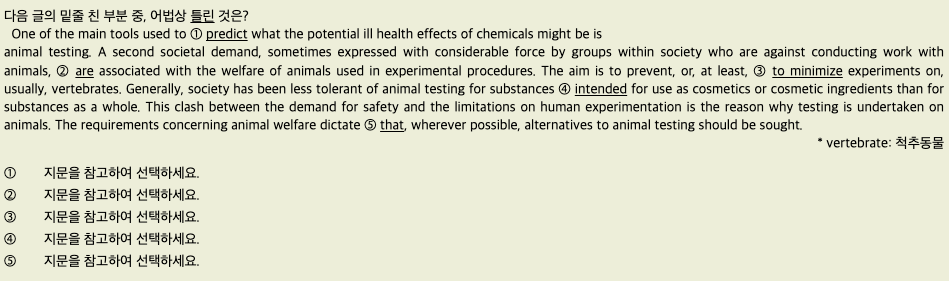 다음 글의 밑줄 친 부분 중, 어법상 틀린 것은?
One of the main tools used to ① predict what the potential ill health effects of chemicals might be is
animal testing. A second societal demand, sometimes expressed with considerable force by groups within society who are against conducting work with
animals, ② are associated with the welfare of animals used in experimental procedures. The aim is to prevent, or, at least, ③ to minimize experiments on,
usually, vertebrates. Generally, society has been less tolerant of animal testing for substances ④ intended for use as cosmetics or cosmetic ingredients than for
substances as a whole. This clash between the demand for safety and the limitations on human experimentation is the reason why testing is undertaken on
animals. The requirements concerning animal welfare dictate ⑤ that, wherever possible, alternatives to animal testing should be sought.
* vertebrate: 척추동물
① 지문을 참고하여 선택하세요.
② 지문을 참고하여 선택하세요.
③ 지문을 참고하여 선택하세요.
④ 지문을 참고하여 선택하세요.
⑤ 지문을 참고하여 선택하세요.